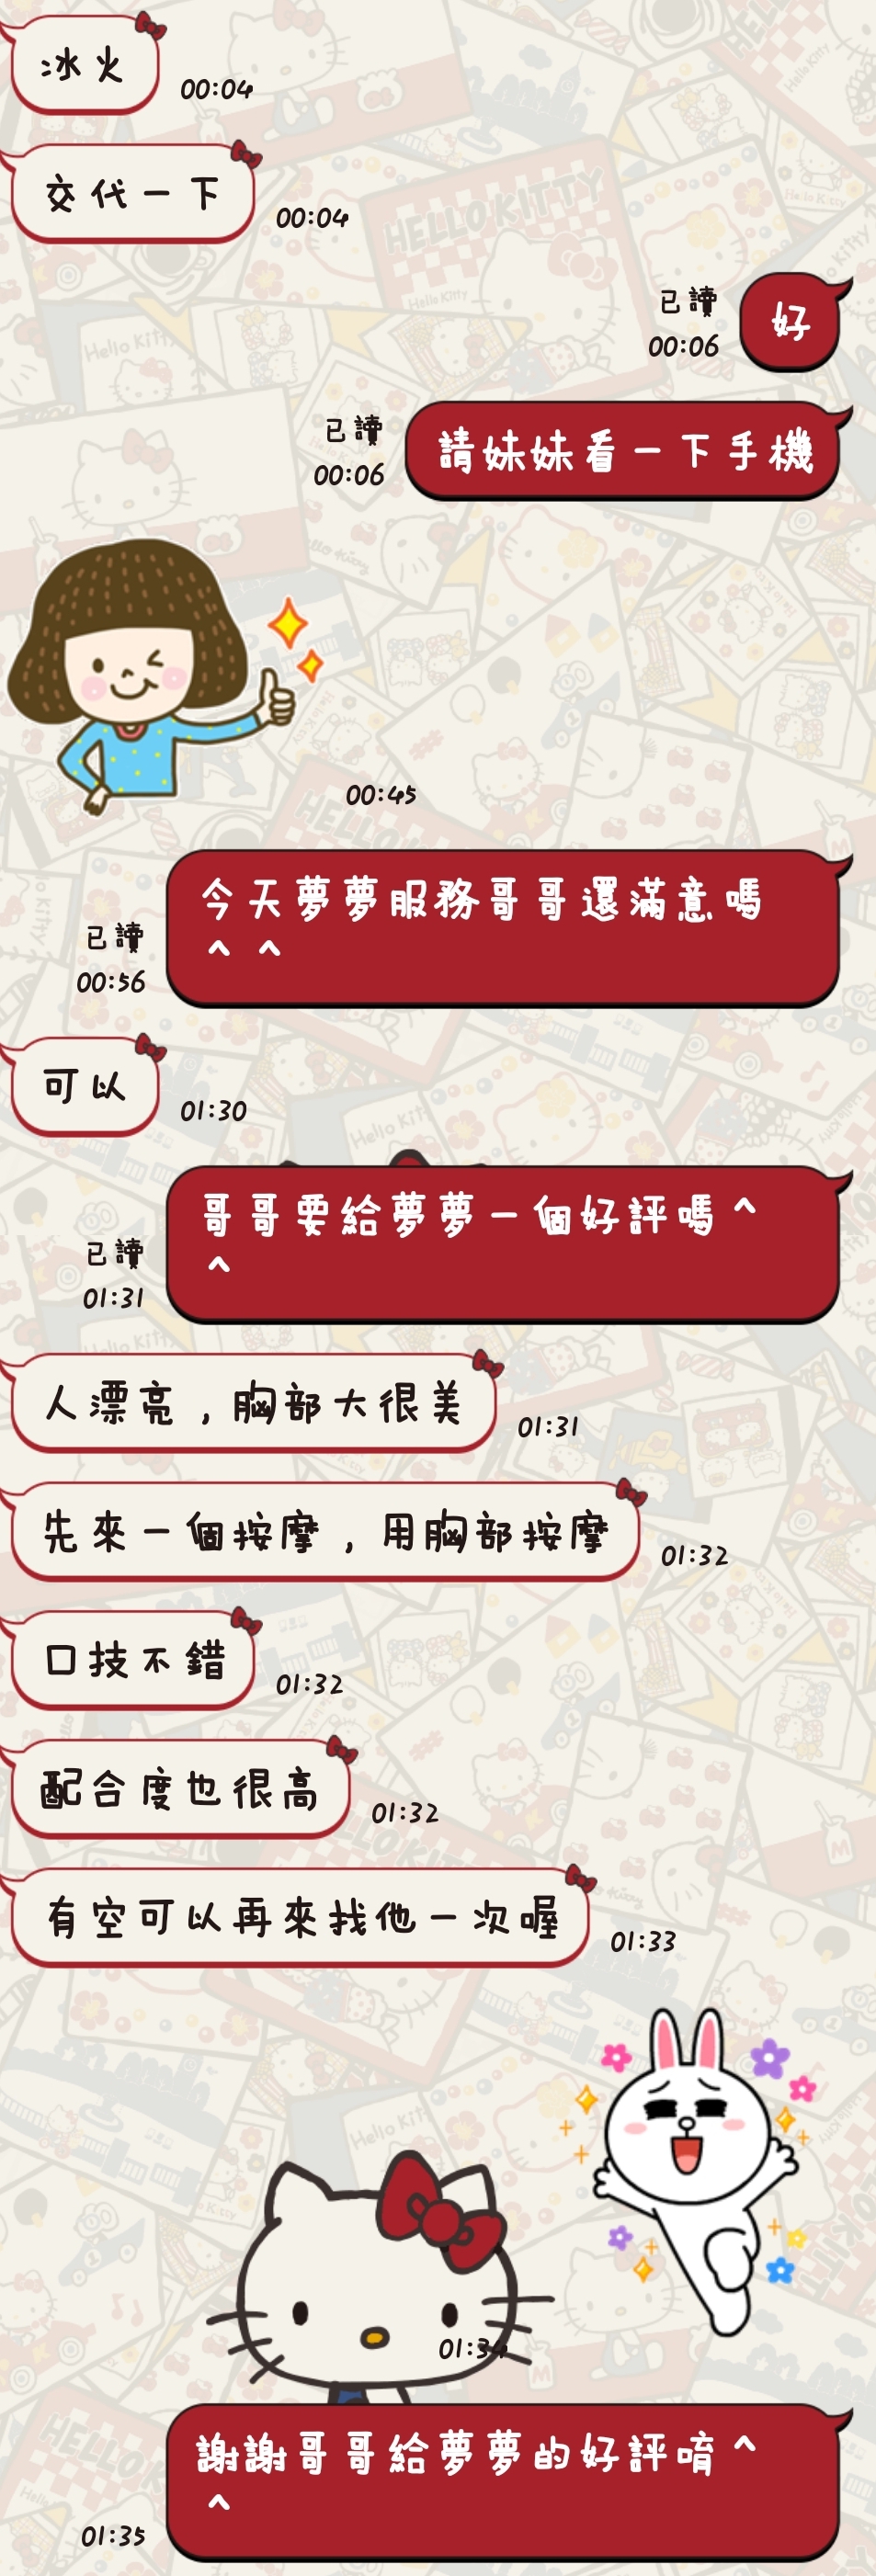 冰火
00:04
交代一下
00:04
已讀
00:06
好
已讀
00:06
請妹妹看一下手機
00:45
今天夢夢服務哥哥還滿意嗎
^ ^
已讀
00:56
可以
01:30
哥哥要給夢夢一個好評嗎^
^
已讀
01:31
人漂亮,胸部大很美
01:31
先來一個按摩,用胸部按摩
01:32
口技不錯
01:32
配合度也很高
01:32
有空可以再來找他一次喔
01:33
01:34
謝謝哥哥給夢夢的好評唷^
^
01:35
HELLO KITTY
Hello Kitty
Hello Kitty